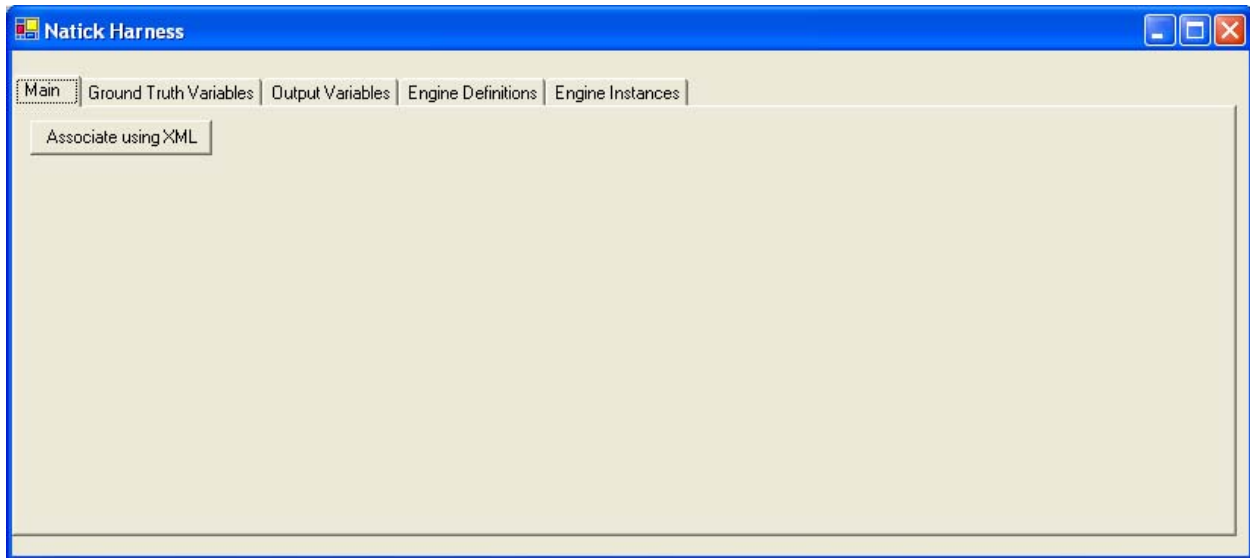 Natick Harness
Main Ground Truth Variables Output Variables Engine Definitions Engine Instances
Associate using XML